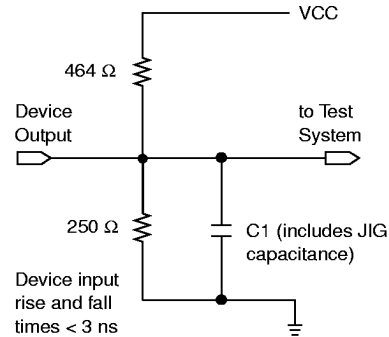 VCC
464 Ω
Device
Output
to Test
System
250 Ω
C1 (includes JIG
capacitance)
Device input
rise and fall
times < 3 ns